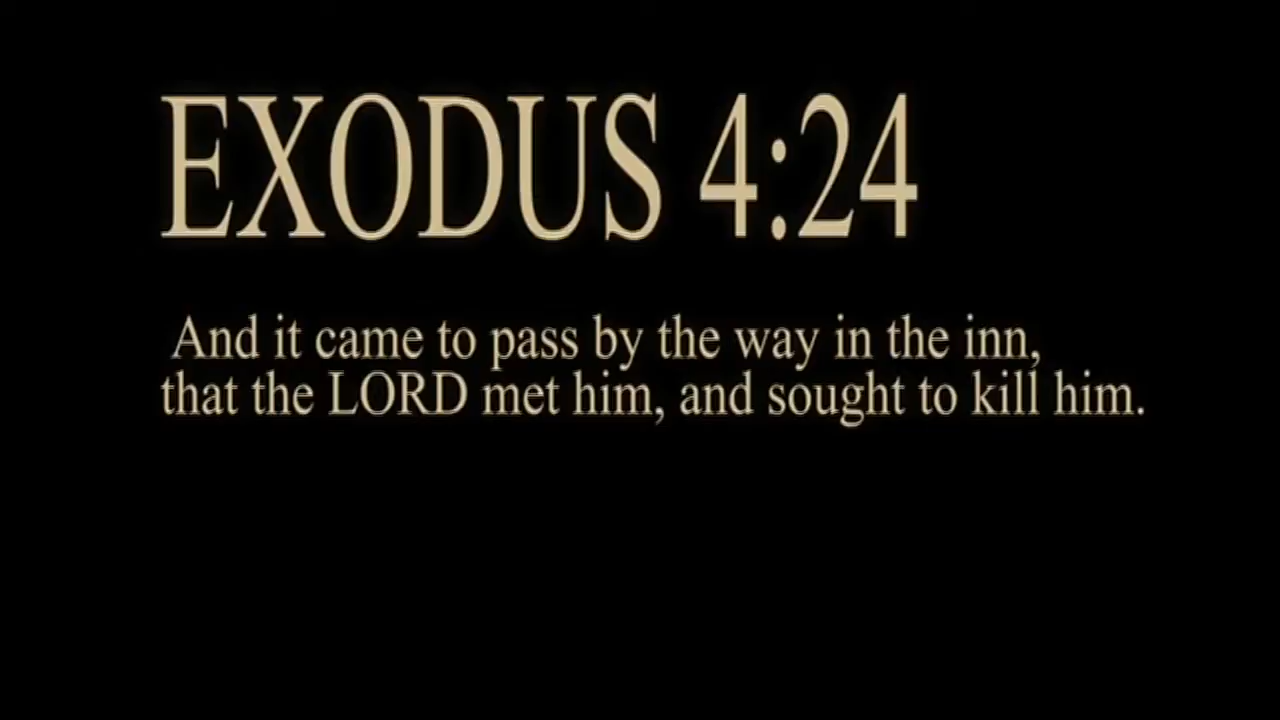 EXODUS 4:24
And it came to pass by the way in the inn,
that the LORD met him, and sought to kill him.